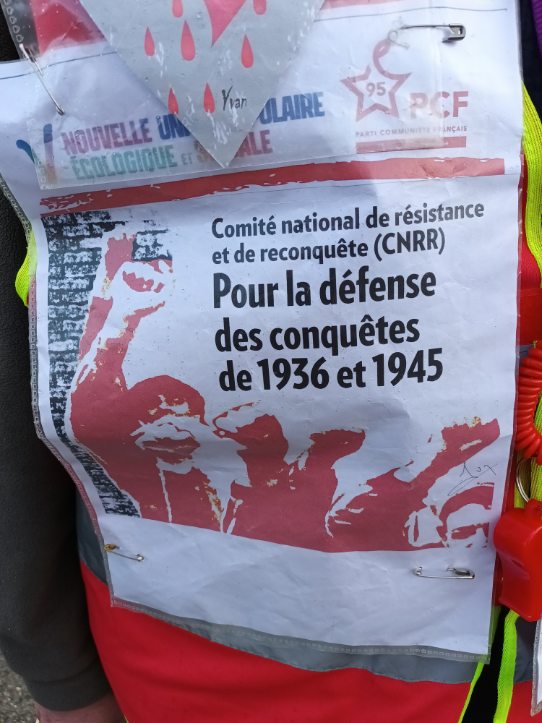 Yvan
NOUVELLE UNION POPULAIRE
ÉCOLOGIQUE ET SOCIALE
95
PCF
PARTI COMMUNISTE FRANÇAIS
Comité national de résistance
et de reconquête (CNRR)
Pour la défense
des conquêtes
de 1936 et 1945